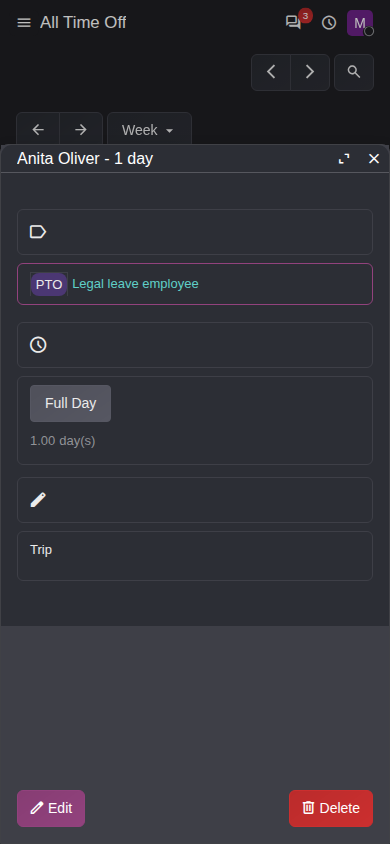 All Time Off
3
M
Week
Anita Oliver - 1 day
PTO Legal leave employee
Full Day
1.00 day(s)
Trip
Edit
Delete